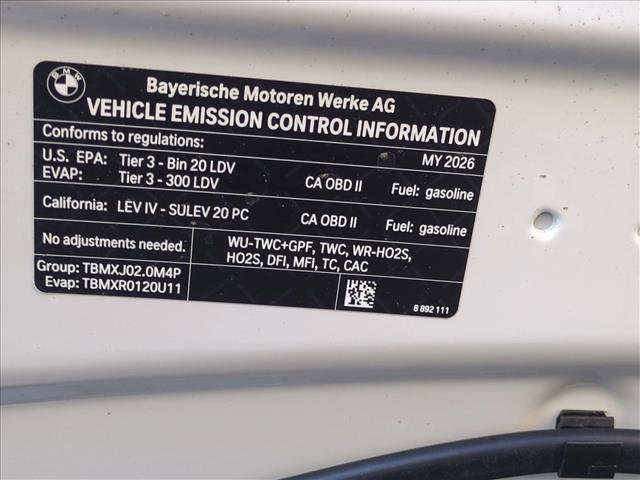 BMW
Bayerische Motoren Werke AG
VEHICLE EMISSION CONTROL INFORMATION
Conforms to regulations: MY 2026
U.S. EPA: Tier 3 - Bin 20 LDV
EVAP: Tier 3 - 300 LDV CA OBD II Fuel: gasoline
California: LEV IV - SULEV 20 PC CA OBD II Fuel: gasoline
No adjustments needed. WU-TWC+GPF, TWC, WR-HO2S,
HO2S, DFI, MFI, TC, CAC
Group: TBMXJ02.0M4P
Evap: TBMXR0120U11
8 892 111